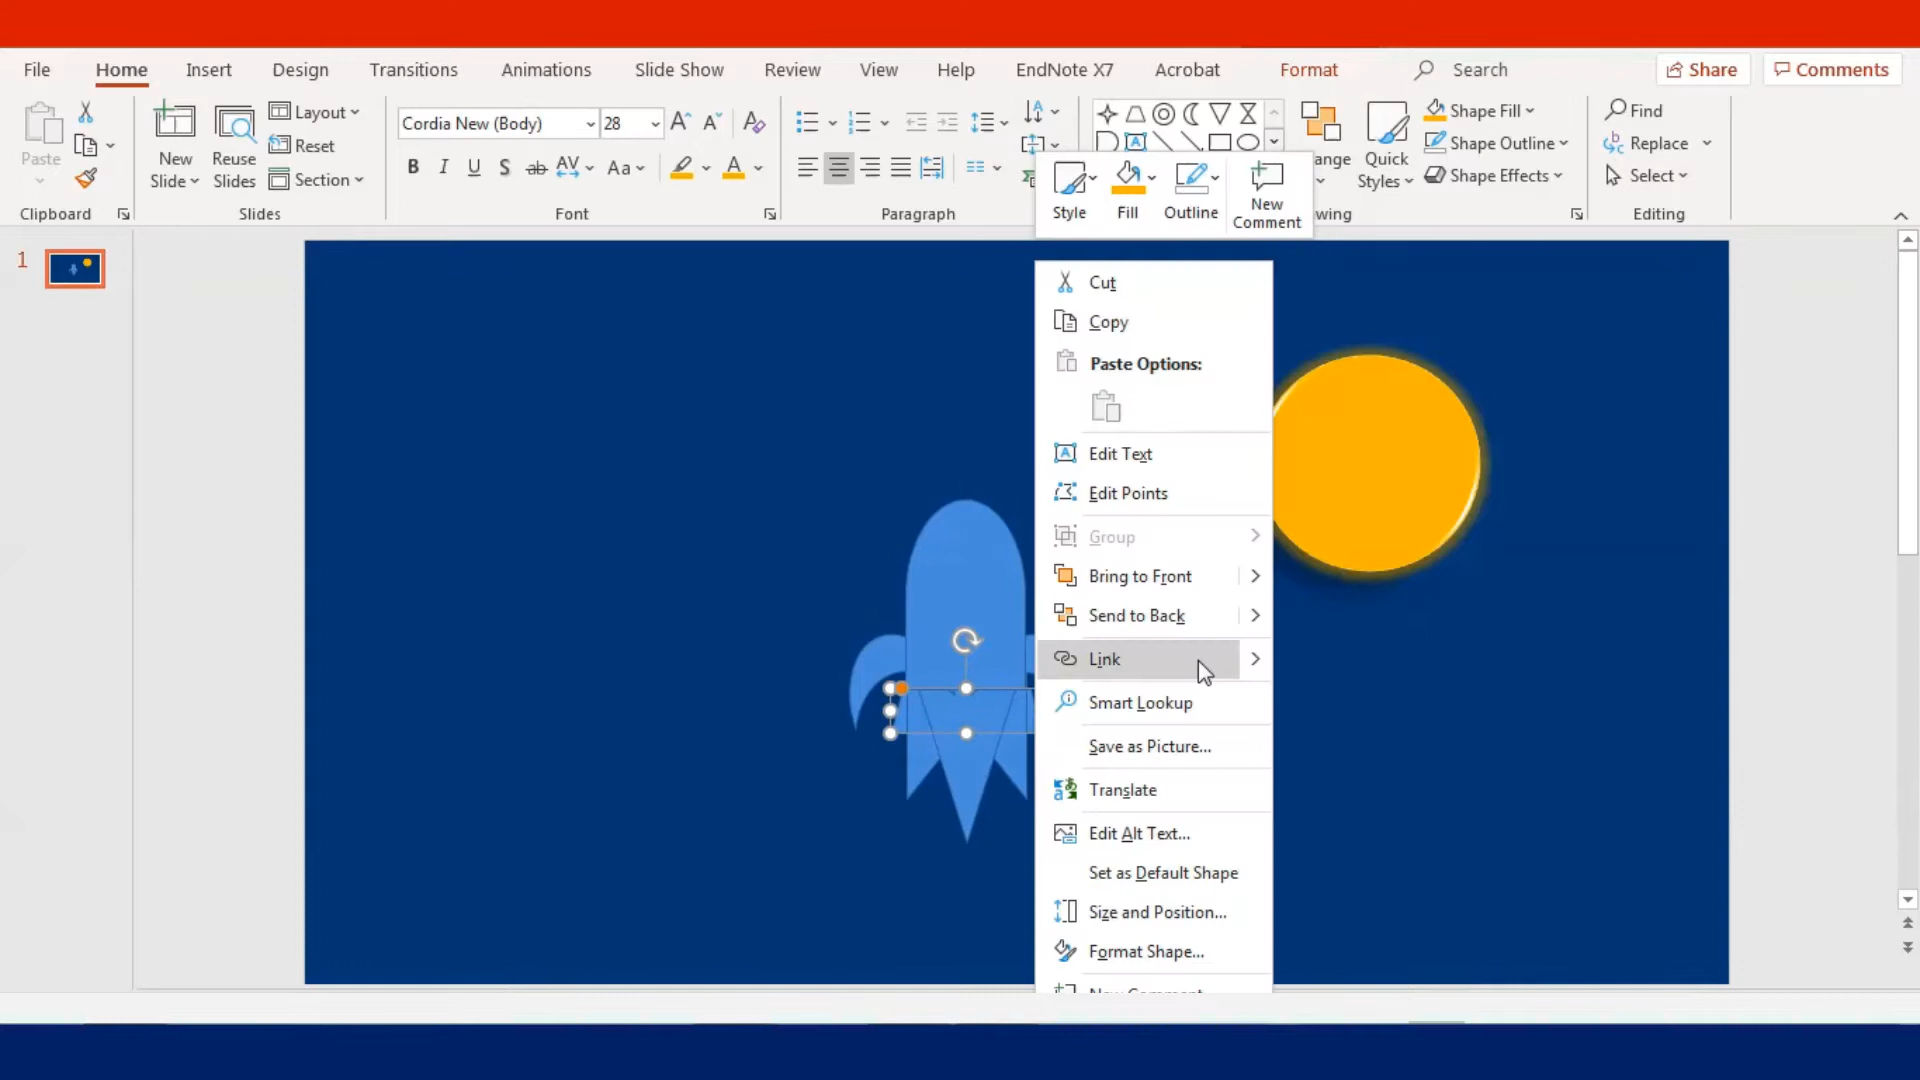 File Home Insert Design Transitions Animations Slide Show Review View Help EndNote X7 Acrobat Format Search Share Comments
Paste
New Slide
Reuse Slides
Layout
Reset
Section
Cordia New (Body) 28
B I U S ab AV Aa A
Shape Fill
Shape Outline
Shape Effects
Quick Styles
Find
Replace
Select
Clipboard Slides Font Paragraph Editing
Style Fill Outline New Comment
1
Cut
Copy
Paste Options:
Edit Text
Edit Points
Group
Bring to Front
Send to Back
Link
Smart Lookup
Save as Picture...
Translate
Edit Alt Text...
Set as Default Shape
Size and Position...
Format Shape...